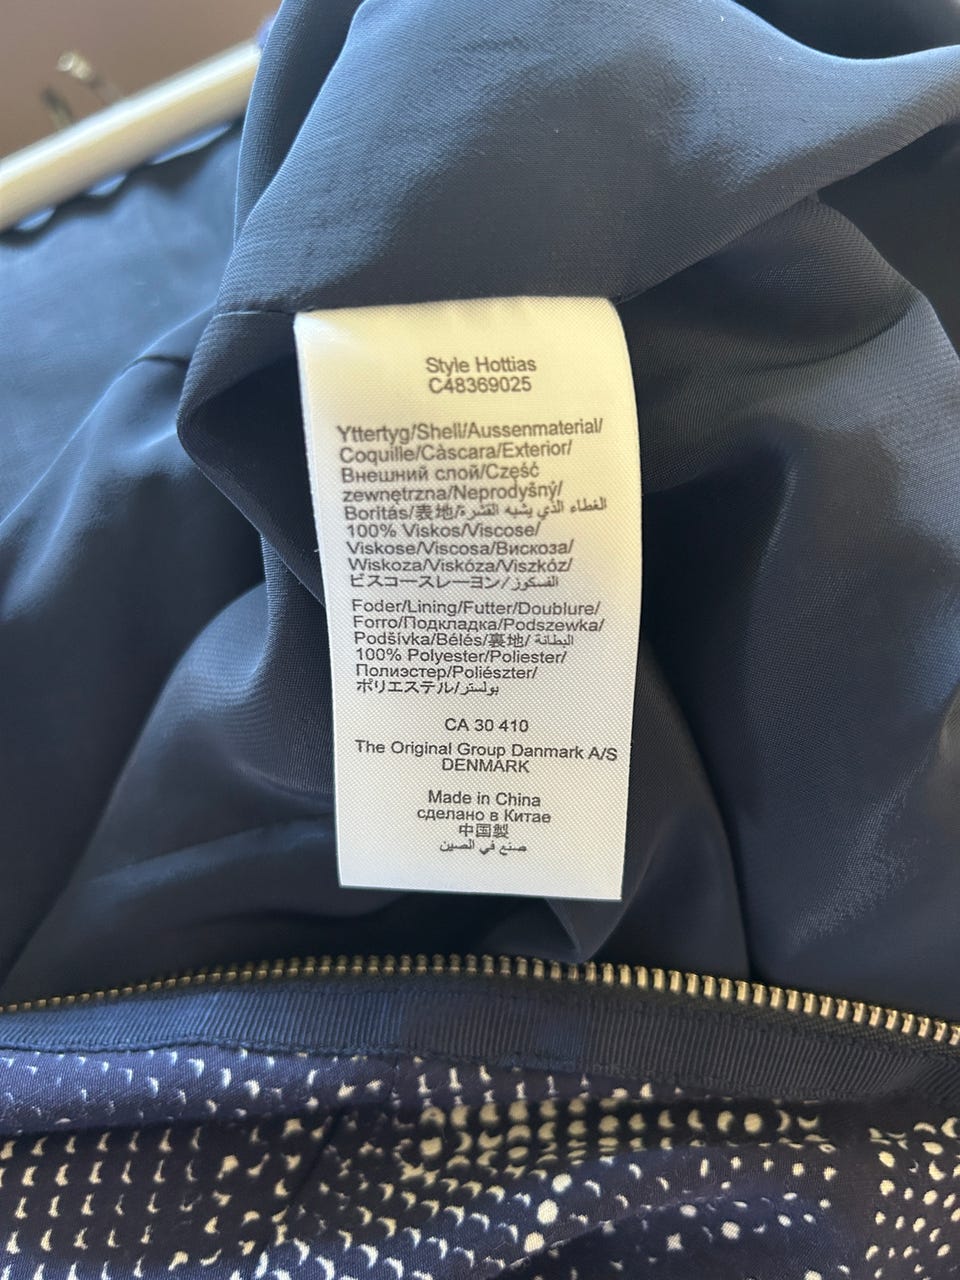 Style Hottias
C48369025
Yttertyg/Shell/Aussenmaterial/
Coquille/Càscara/Exterior/
Внешний слой/Część
zewnętrzna/Neprodyšný/
Borítás/表地/الغطاء الذي يشبه القشرة
100% Viskos/Viscose/
Viskose/Viscosa/Вискоза/
Wiskoza/Viskóza/Viszkóz/
ビスコースレーヨン/الفسكوز
Foder/Lining/Futter/Doublure/
Forro/Подкладка/Podszewka/
Podšívka/Bélés/裏地/البطانة
100% Polyester/Poliester/
Полиэстер/Poliészter/
ポリエステル/بولستر
CA 30 410
The Original Group Danmark A/S
DENMARK
Made in China
сделано в Китае
中国製
صنع في الصين